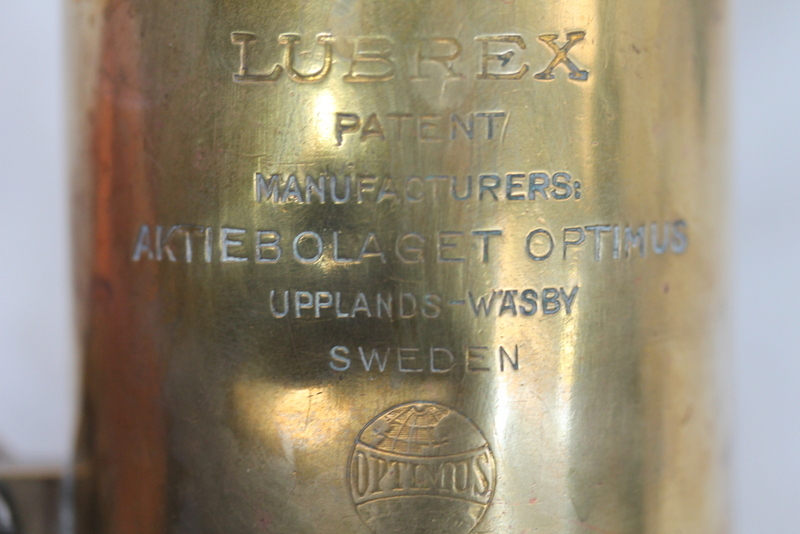 LUBREX
PATENT
MANUFACTURERS:
AKTIEBOLAGET OPTIMUS
UPPLANDS-WÄSBY
SWEDEN
OPTIMUS